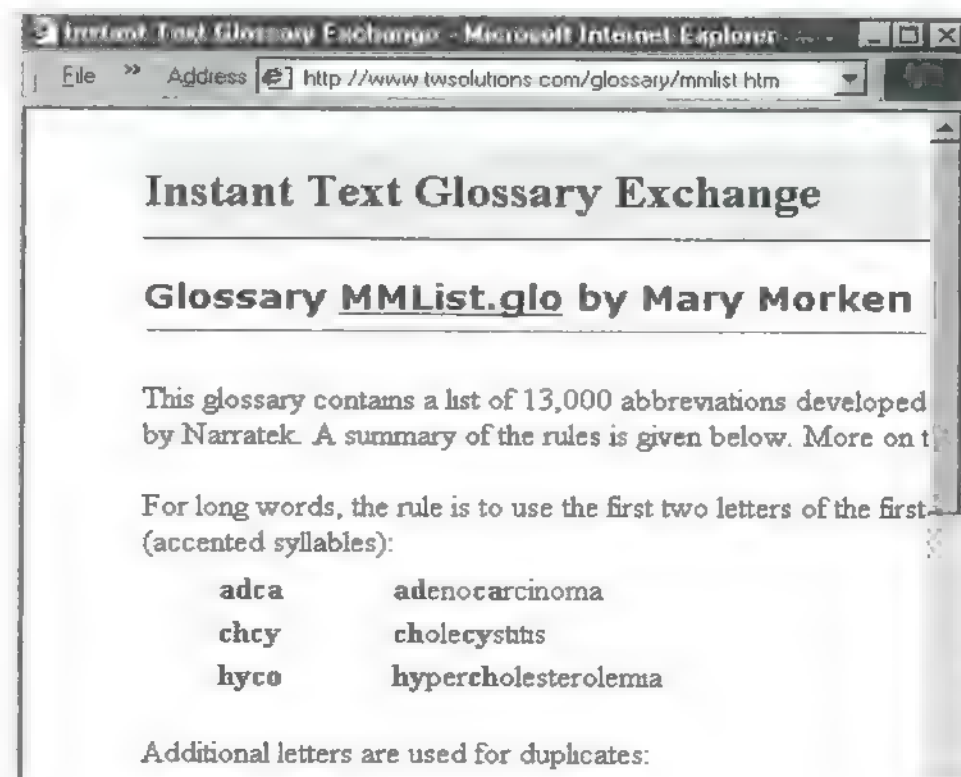 Instant Text Glossary Exchange - Microsoft Internet Explorer
File » Address http://www.twsolutions.com/glossary/mmlist.htm
Instant Text Glossary Exchange
Glossary MMList.glo by Mary Morken
This glossary contains a list of 13,000 abbreviations developed
by Narratek. A summary of the rules is given below. More on t
For long words, the rule is to use the first two letters of the first
(accented syllables):
adca adenocarcinoma
chcy cholecystitis
hyco hypercholesterolemia
Additional letters are used for duplicates: